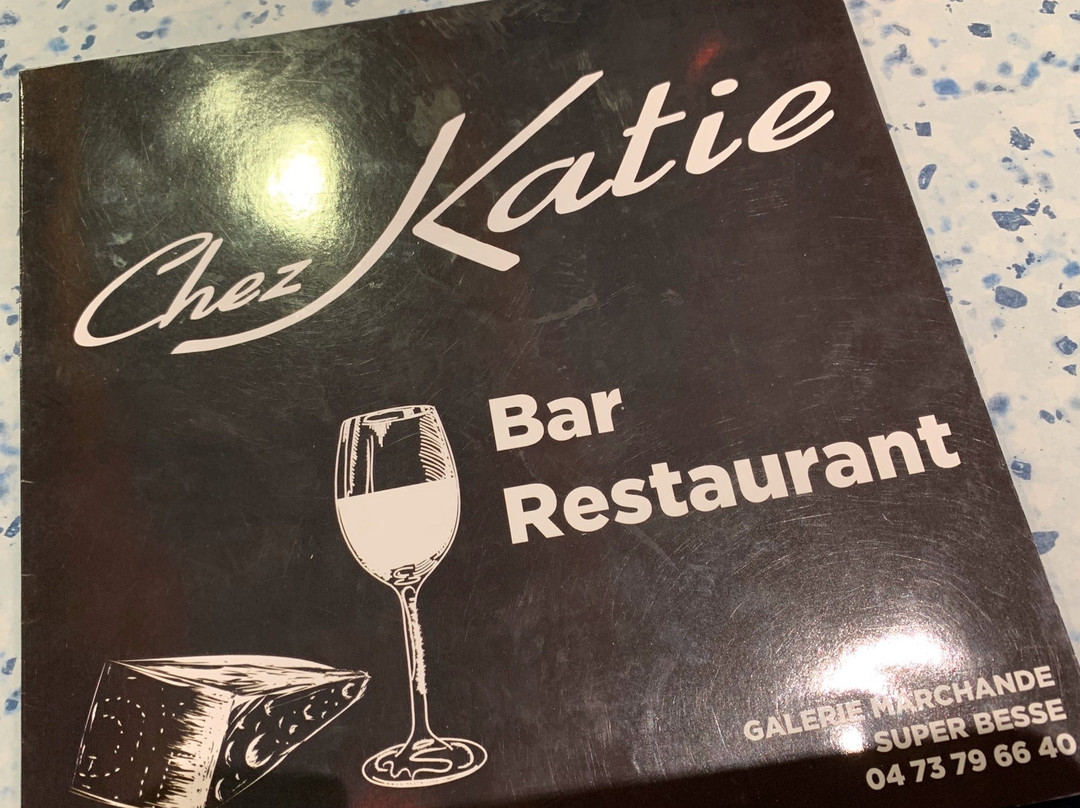 Chez Katie
Bar
Restaurant
GALERIE MARCHANDE
SUPER BESSE
04 73 79 66 40